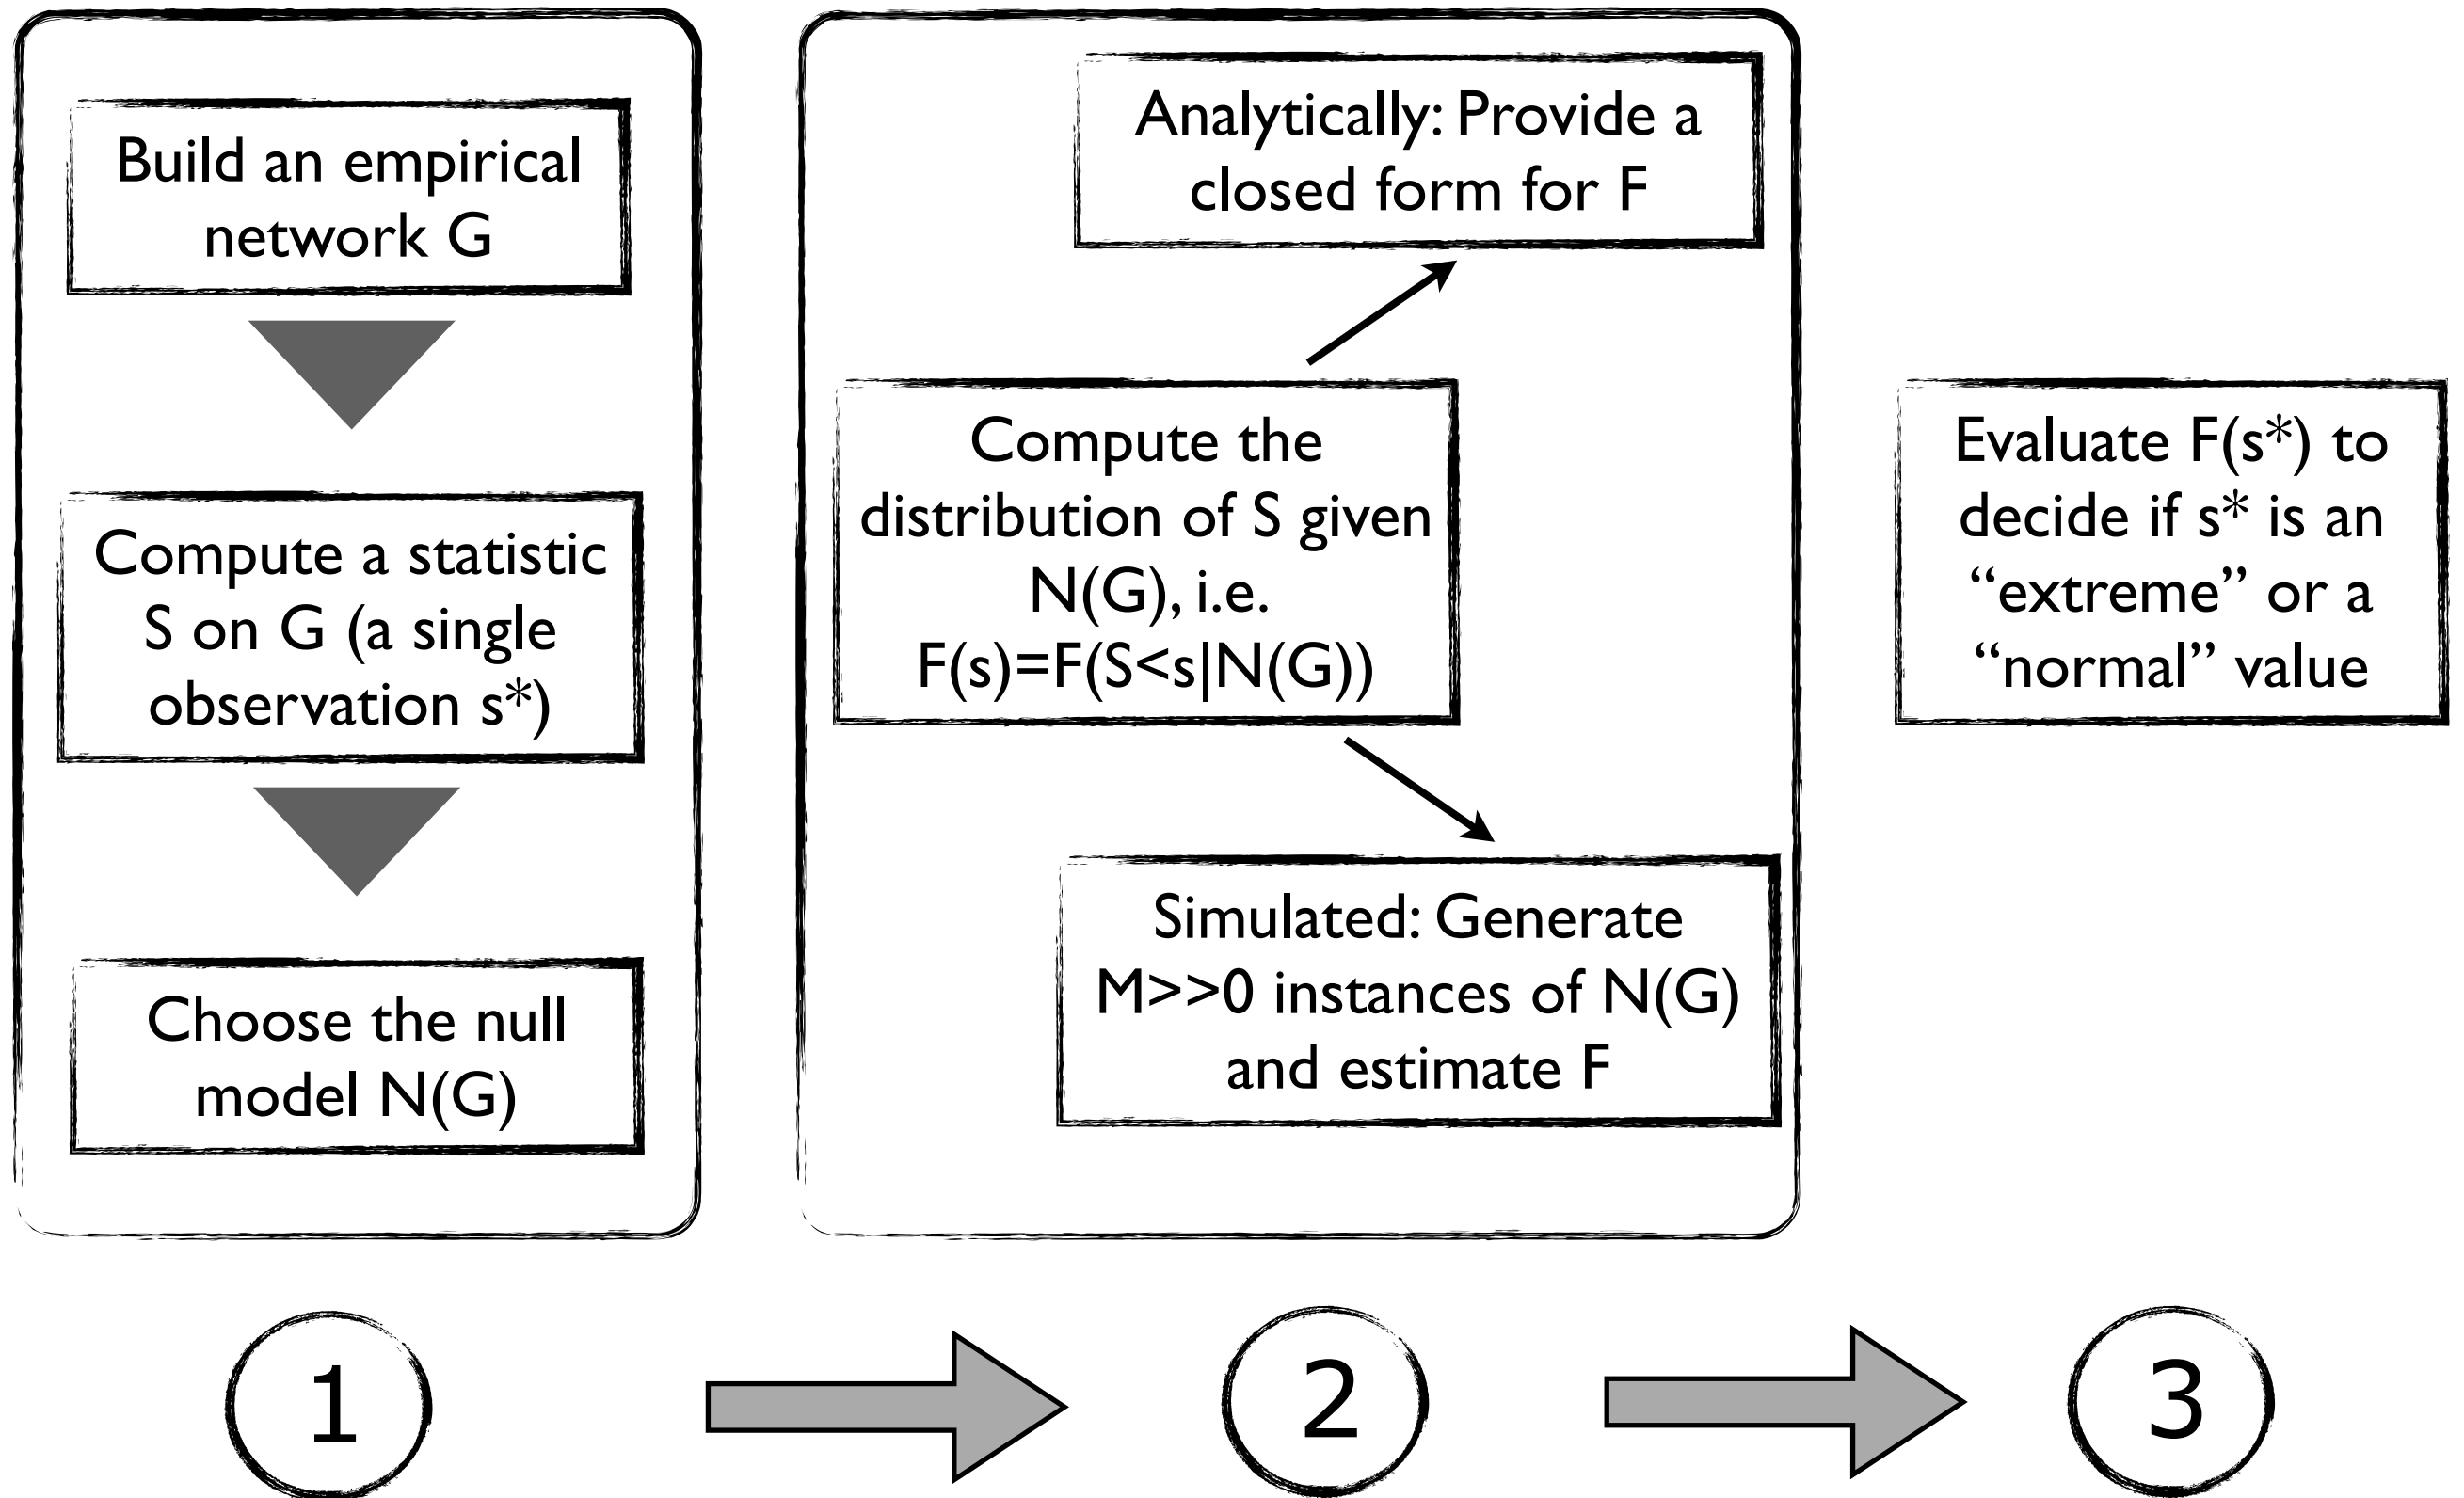 Build an empirical
network G
Compute a statistic
S on G (a single
observation s*)
Choose the null
model N(G)
Analytically: Provide a
closed form for F
Compute the
distribution of S given
N(G), i.e.
F(s)=F(S<s|N(G))
Simulated: Generate
M>>0 instances of N(G)
and estimate F
Evaluate F(s*) to
decide if s* is an
“extreme” or a
“normal” value
1
2
3